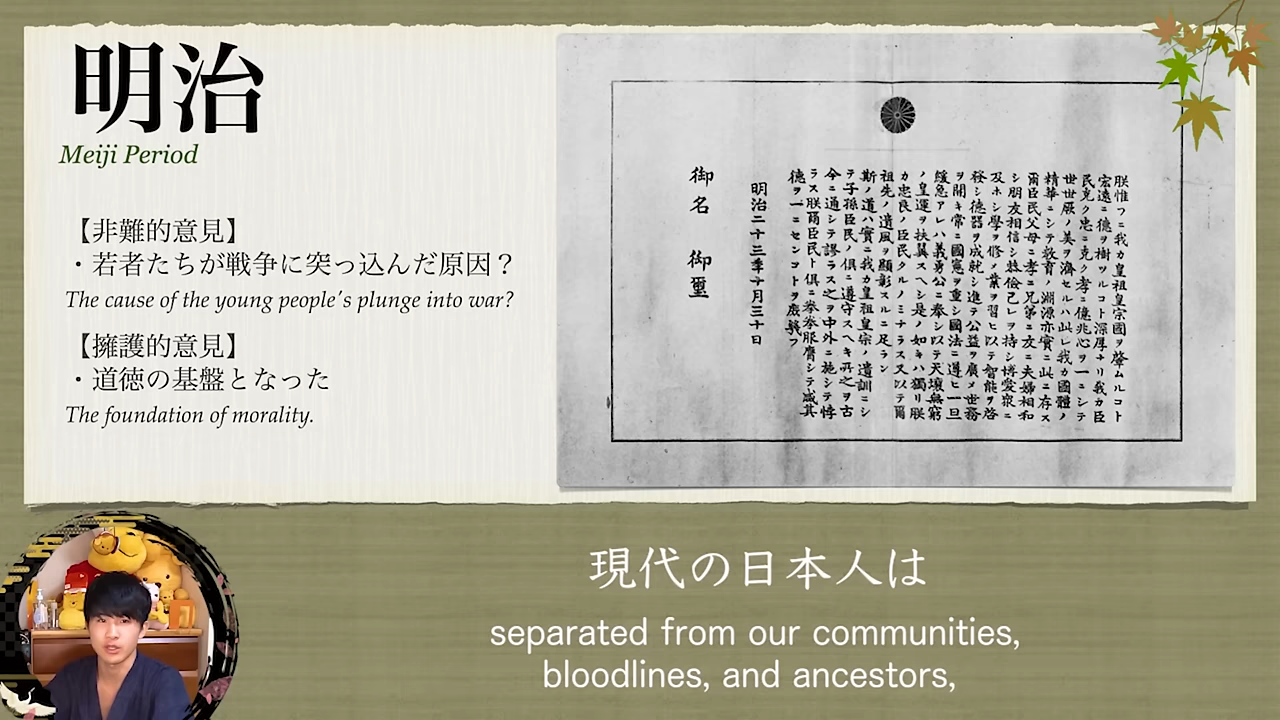 明治
Meiji Period
【非難的意見】
・若者たちが戦争に突っ込んだ原因？
The cause of the young people's plunge into war?
【擁護的意見】
・道徳の基盤となった
The foundation of morality.
朕惟フニ我カ皇祖皇宗國ヲ肇ムルコト
宏遠ニ德ヲ樹ツルコト深厚ナリ我カ臣
民克ク忠ニ克ク孝ニ億兆心ヲ一ニシテ
世世厥ノ美ヲ濟セルハ此レ我カ國體ノ
精華ニシテ敎育ノ淵源亦實ニ此ニ存ス
爾臣民父母ニ孝ニ兄弟ニ友ニ夫婦相和
シ朋友相信シ恭儉己レヲ持シ博愛衆ニ
及ホシ學ヲ修メ業ヲ習ヒ以テ智能ヲ啓
發シ德器ヲ成就シ進テ公益ヲ廣メ世務
ヲ開キ常ニ國憲ヲ重シ國法ニ遵ヒ一旦
緩急アレハ義勇公ニ奉シ以テ天壤無窮
ノ皇運ヲ扶翼スヘシ是ノ如キハ獨リ朕
カ忠良ノ臣民タルノミナラス又以テ爾
祖先ノ遺風ヲ顯彰スルニ足ラン
斯ノ道ハ實ニ我カ皇祖皇宗ノ遺訓ニシ
テ子孫臣民ノ俱ニ遵守スヘキ所之ヲ古
今ニ通シテ謬ラス之ヲ中外ニ施シテ悖
ラス朕爾臣民ト俱ニ拳拳服膺シテ咸其
德ヲ一ニセンコトヲ庶幾フ
明治二十三年十月三十日
御名 御璽
現代の日本人は
separated from our communities,
bloodlines, and ancestors,